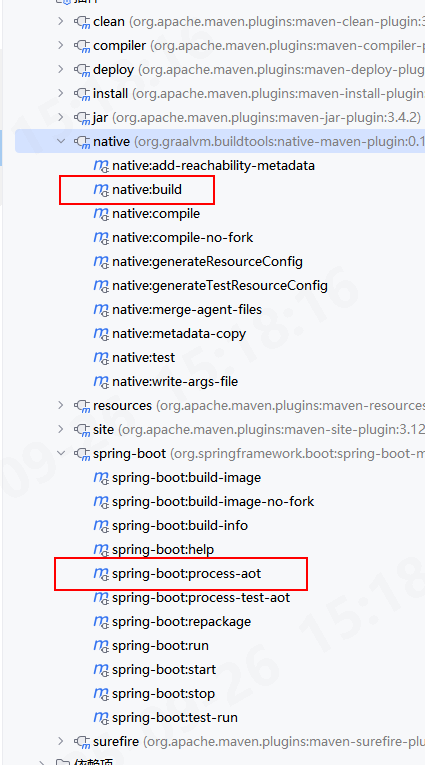 插件
clean (org.apache.maven.plugins:maven-clean-plugin:3
compiler (org.apache.maven.plugins:maven-compiler-p
deploy (org.apache.maven.plugins:maven-deploy-plug
install (org.apache.maven.plugins:maven-install-plugin
jar (org.apache.maven.plugins:maven-jar-plugin:3.4.2)
native (org.graalvm.buildtools:native-maven-plugin:0.1
native:add-reachability-metadata
native:build
native:compile
native:compile-no-fork
native:generateResourceConfig
native:generateTestResourceConfig
native:merge-agent-files
native:metadata-copy
native:test
native:write-args-file
resources (org.apache.maven.plugins:maven-resources
site (org.apache.maven.plugins:maven-site-plugin:3.12
spring-boot (org.springframework.boot:spring-boot-m
spring-boot:build-image
spring-boot:build-image-no-fork
spring-boot:build-info
spring-boot:help
spring-boot:process-aot
spring-boot:process-test-aot
spring-boot:repackage
spring-boot:run
spring-boot:start
spring-boot:stop
spring-boot:test-run
surefire (org.apache.maven.plugins:maven-surefire-plu
依赖项